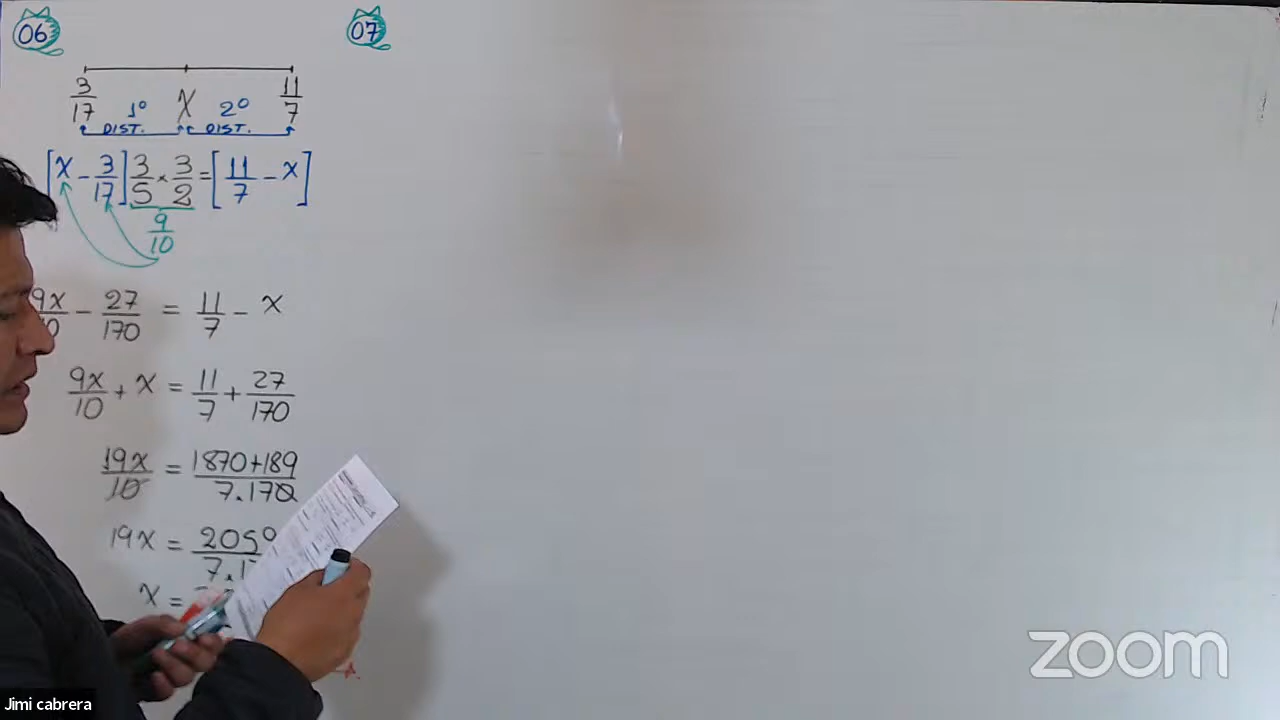 06
07
3/17 1º x 2º 11/7
DIST. DIST.
[x - 3/17] 3/5 × 3/2 = [11/7 - x]
9/10
9x/10 - 27/170 = 11/7 - x
9x/10 + x = 11/7 + 27/170
19x/10 = 1870+189/7.170
19x = 2059/7.1
x =
zoom
Jimi cabrera